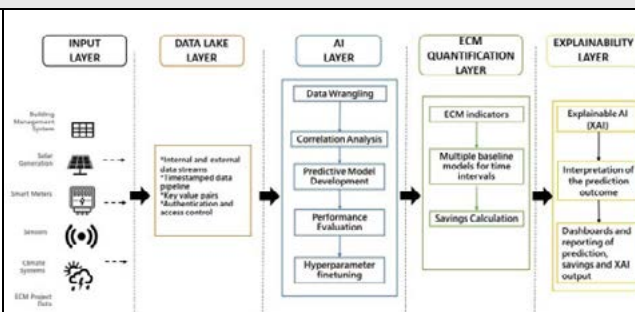 INPUT
LAYER
DATA LAKE
LAYER
AI
LAYER
ECM
QUANTIFICATION
LAYER
EXPLAINABILITY
LAYER
Building
Management
System
Solar
Generation
Smart Meters
Sensors
Climate
Systems
ECM Project
Data
*Internal and external
data streams
*Timestamped data
pipeline
*Key value pairs
*Authentication and
access control
Data Wrangling
Correlation Analysis
Predictive Model
Development
Performance
Evaluation
Hyperparameter
finetuning
ECM indicators
Multiple baseline
models for time
intervals
Savings Calculation
Explainable AI
(XAI)
Interpretation of
the prediction
outcome
Dashboards and
reporting of
prediction,
savings and XAI
output